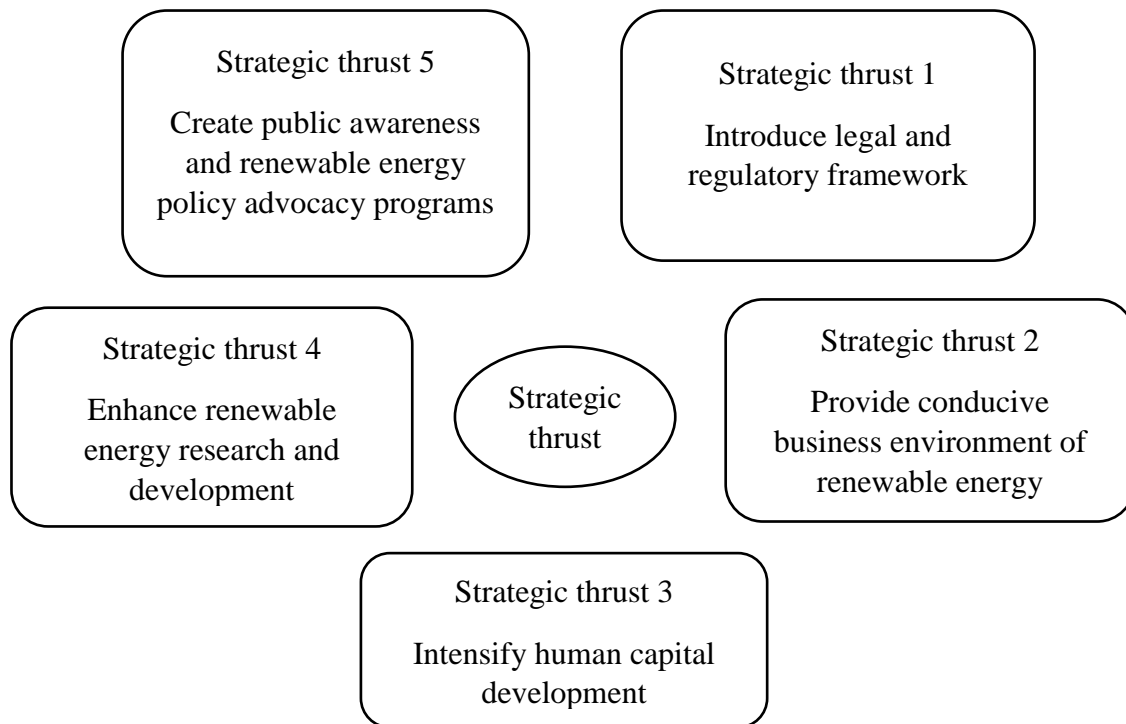 Strategic thrust 5
Create public awareness
and renewable energy
policy advocacy programs
Strategic thrust 1
Introduce legal and
regulatory framework
Strategic thrust 4
Enhance renewable
energy research and
development
Strategic
thrust
Strategic thrust 2
Provide conducive
business environment of
renewable energy
Strategic thrust 3
Intensify human capital
development